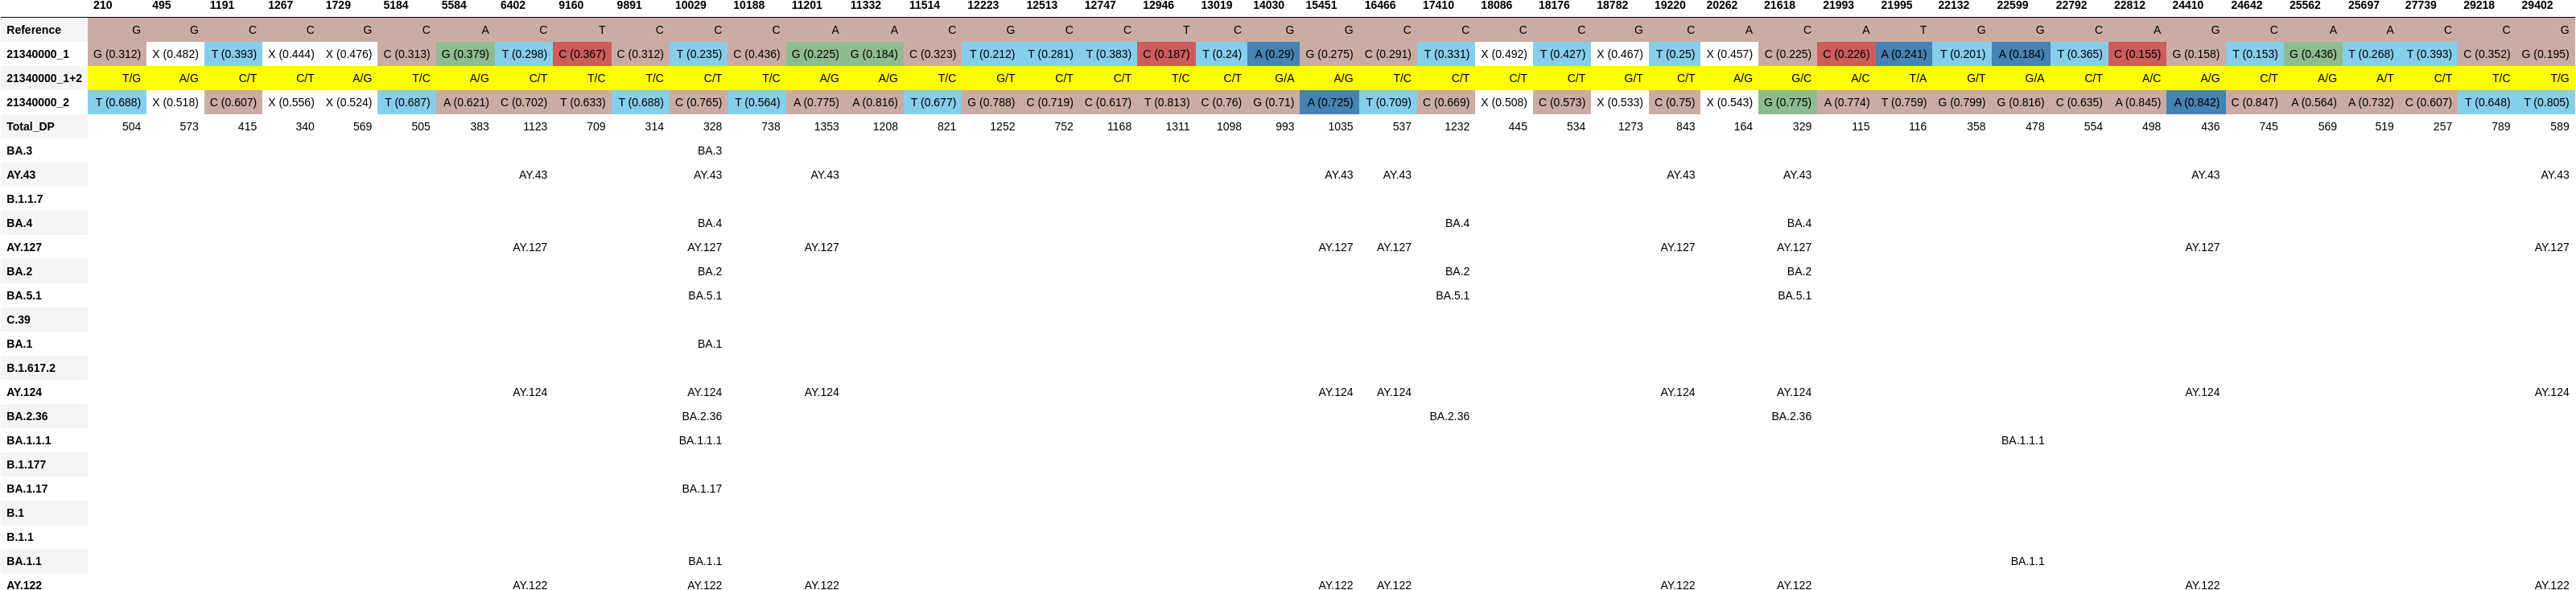 210 495 1191 1267 1729 5184 5584 6402 9160 9891 10029 10188 11201 11332 11514 12223 12513 12747 12946 13019 14030 15451 16466 17410 18086 18176 18782 19220 20262 21618 21993 21995 22132 22599 22792 22812 24410 24642 25562 25697 27739 29218 29402
Reference G G C C G C A C T C C C A A C G C C T C G G C C C C G C A C A T G G C A G C A A C C G
21340000_1 G (0.312) X (0.482) T (0.393) X (0.444) X (0.476) C (0.313) G (0.379) T (0.298) C (0.367) C (0.312) T (0.235) C (0.436) G (0.225) G (0.184) C (0.323) T (0.212) T (0.281) T (0.383) C (0.187) T (0.24) A (0.29) G (0.275) C (0.291) T (0.331) X (0.492) T (0.427) X (0.467) T (0.25) X (0.457) C (0.225) C (0.226) A (0.241) T (0.201) A (0.184) T (0.365) C (0.155) G (0.158) T (0.153) G (0.436) T (0.268) T (0.393) C (0.352) G (0.195)
21340000_1+2 T/G A/G C/T C/T A/G T/C A/G C/T T/C T/C C/T T/C A/G A/G T/C G/T C/T C/T T/C C/T G/A A/G T/C C/T C/T C/T G/T C/T A/G G/C A/C T/A G/T G/A C/T A/C A/G C/T A/G A/T C/T T/C T/G
21340000_2 T (0.688) X (0.518) C (0.607) X (0.556) X (0.524) T (0.687) A (0.621) C (0.702) T (0.633) T (0.688) C (0.765) T (0.564) A (0.775) A (0.816) T (0.677) G (0.788) C (0.719) C (0.617) T (0.813) C (0.76) G (0.71) A (0.725) T (0.709) C (0.669) X (0.508) C (0.573) X (0.533) C (0.75) X (0.543) G (0.775) A (0.774) T (0.759) G (0.799) G (0.816) C (0.635) A (0.845) A (0.842) C (0.847) A (0.564) A (0.732) C (0.607) T (0.648) T (0.805)
Total_DP 504 573 415 340 569 505 383 1123 709 314 328 738 1353 1208 821 1252 752 1168 1311 1098 993 1035 537 1232 445 534 1273 843 164 329 115 116 358 478 554 498 436 745 569 519 257 789 589
BA.3 BA.3
AY.43 AY.43 AY.43 AY.43 AY.43 AY.43 AY.43 AY.43 AY.43 AY.43
B.1.1.7
BA.4 BA.4 BA.4 BA.4
AY.127 AY.127 AY.127 AY.127 AY.127 AY.127 AY.127 AY.127 AY.127 AY.127
BA.2 BA.2 BA.2 BA.2
BA.5.1 BA.5.1 BA.5.1 BA.5.1
C.39
BA.1 BA.1
B.1.617.2
AY.124 AY.124 AY.124 AY.124 AY.124 AY.124 AY.124 AY.124 AY.124 AY.124
BA.2.36 BA.2.36 BA.2.36 BA.2.36
BA.1.1.1 BA.1.1.1 BA.1.1.1
B.1.177
BA.1.17 BA.1.17
B.1
B.1.1
BA.1.1 BA.1.1 BA.1.1
AY.122 AY.122 AY.122 AY.122 AY.122 AY.122 AY.122 AY.122 AY.122 AY.122